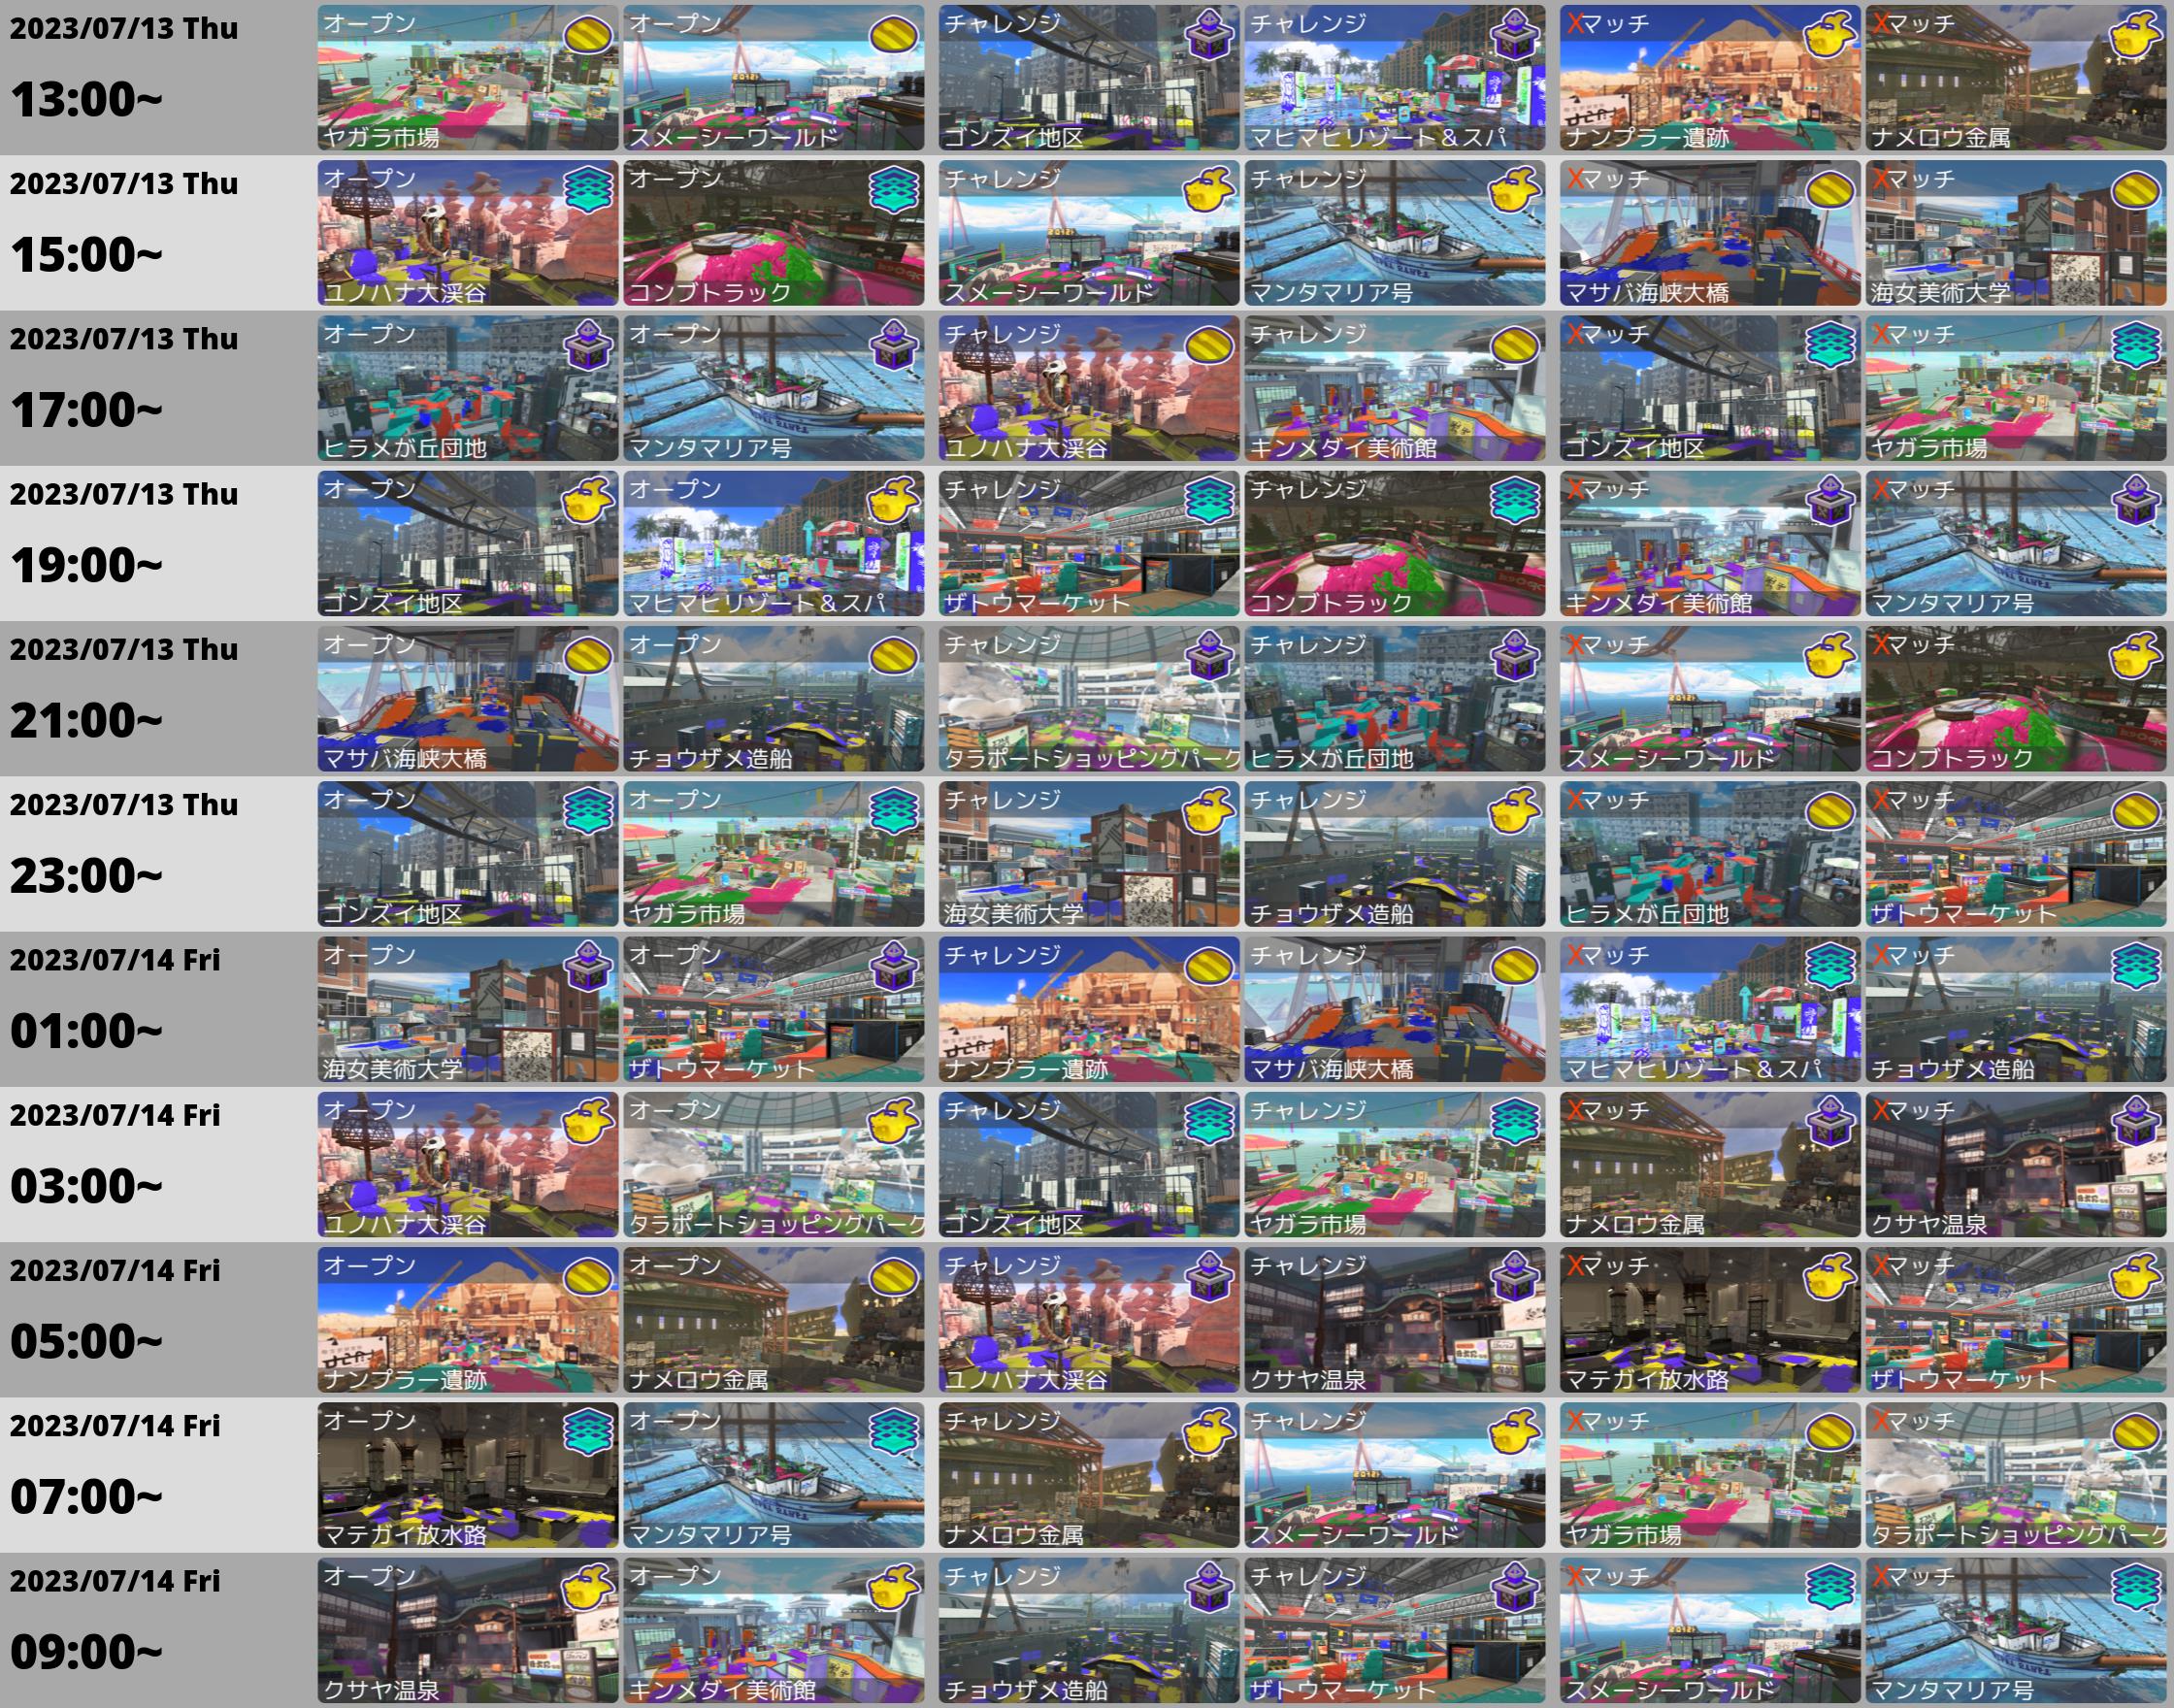 2023/07/13 Thu
13:00~
オープン
ヤガラ市場
オープン
スメーシーワールド
チャレンジ
ゴンズイ地区
チャレンジ
マヒマヒリゾート＆スパ
Xマッチ
ナンプラー遺跡
Xマッチ
ナメロウ金属
2023/07/13 Thu
15:00~
オープン
ユノハナ大渓谷
オープン
コンブトラック
チャレンジ
スメーシーワールド
チャレンジ
マンタマリア号
Xマッチ
マサバ海峡大橋
Xマッチ
海女美術大学
2023/07/13 Thu
17:00~
オープン
ヒラメが丘団地
オープン
マンタマリア号
チャレンジ
ユノハナ大渓谷
チャレンジ
キンメダイ美術館
Xマッチ
ゴンズイ地区
Xマッチ
ヤガラ市場
2023/07/13 Thu
19:00~
オープン
ゴンズイ地区
オープン
マヒマヒリゾート＆スパ
チャレンジ
ザトウマーケット
チャレンジ
コンブトラック
Xマッチ
キンメダイ美術館
Xマッチ
マンタマリア号
2023/07/13 Thu
21:00~
オープン
マサバ海峡大橋
オープン
チョウザメ造船
チャレンジ
タラポートショッピングパーク
チャレンジ
ヒラメが丘団地
Xマッチ
スメーシーワールド
Xマッチ
コンブトラック
2023/07/13 Thu
23:00~
オープン
ゴンズイ地区
オープン
ヤガラ市場
チャレンジ
海女美術大学
チャレンジ
チョウザメ造船
Xマッチ
ヒラメが丘団地
Xマッチ
ザトウマーケット
2023/07/14 Fri
01:00~
オープン
海女美術大学
オープン
ザトウマーケット
チャレンジ
ナンプラー遺跡
チャレンジ
マサバ海峡大橋
Xマッチ
マヒマヒリゾート＆スパ
Xマッチ
チョウザメ造船
2023/07/14 Fri
03:00~
オープン
ユノハナ大渓谷
オープン
タラポートショッピングパーク
チャレンジ
ゴンズイ地区
チャレンジ
ヤガラ市場
Xマッチ
ナメロウ金属
Xマッチ
クサヤ温泉
2023/07/14 Fri
05:00~
オープン
ナンプラー遺跡
オープン
ナメロウ金属
チャレンジ
ユノハナ大渓谷
チャレンジ
クサヤ温泉
Xマッチ
マテガイ放水路
Xマッチ
ザトウマーケット
2023/07/14 Fri
07:00~
オープン
マテガイ放水路
オープン
マンタマリア号
チャレンジ
ナメロウ金属
チャレンジ
スメーシーワールド
Xマッチ
ヤガラ市場
Xマッチ
タラポートショッピングパーク
2023/07/14 Fri
09:00~
オープン
クサヤ温泉
オープン
キンメダイ美術館
チャレンジ
チョウザメ造船
チャレンジ
ザトウマーケット
Xマッチ
スメーシーワールド
Xマッチ
マンタマリア号